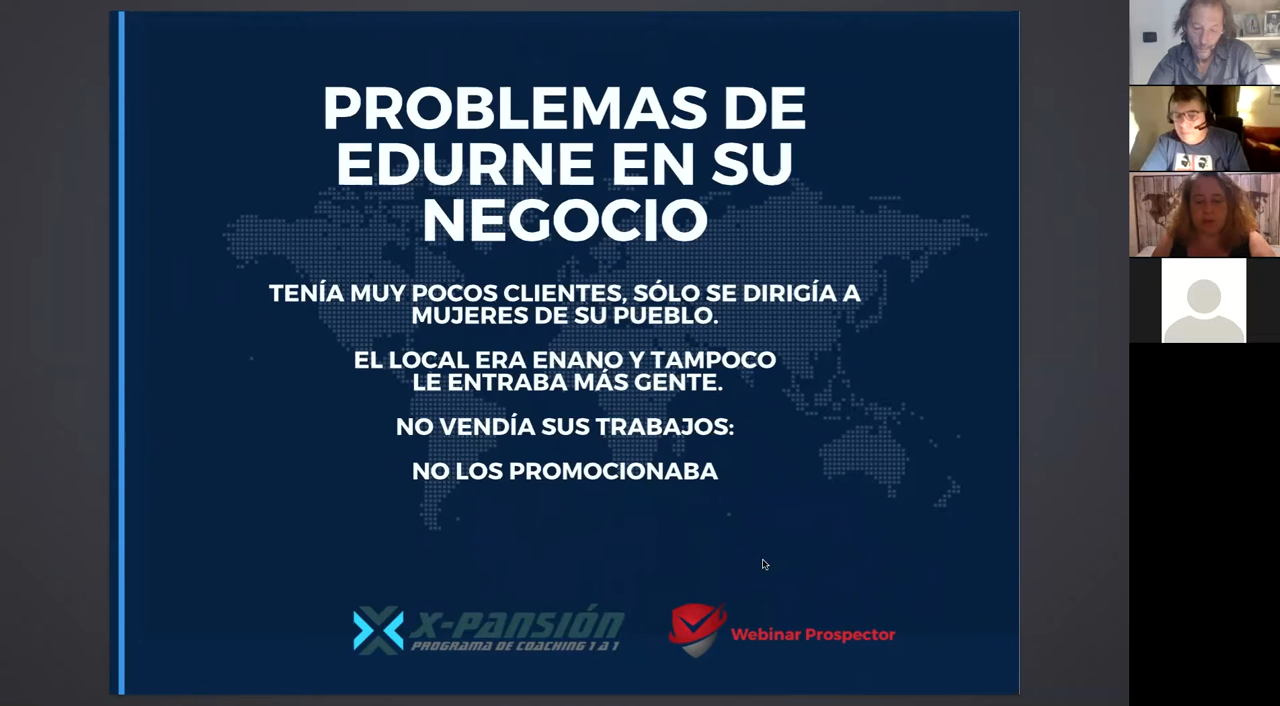 PROBLEMAS DE
EDURNE EN SU
NEGOCIO
TENÍA MUY POCOS CLIENTES, SÓLO SE DIRIGÍA A
MUJERES DE SU PUEBLO.
EL LOCAL ERA ENANO Y TAMPOCO
LE ENTRABA MÁS GENTE.
NO VENDÍA SUS TRABAJOS:
NO LOS PROMOCIONABA
X-PANSIÓN
PROGRAMA DE COACHING 1 A 1
Webinar Prospector